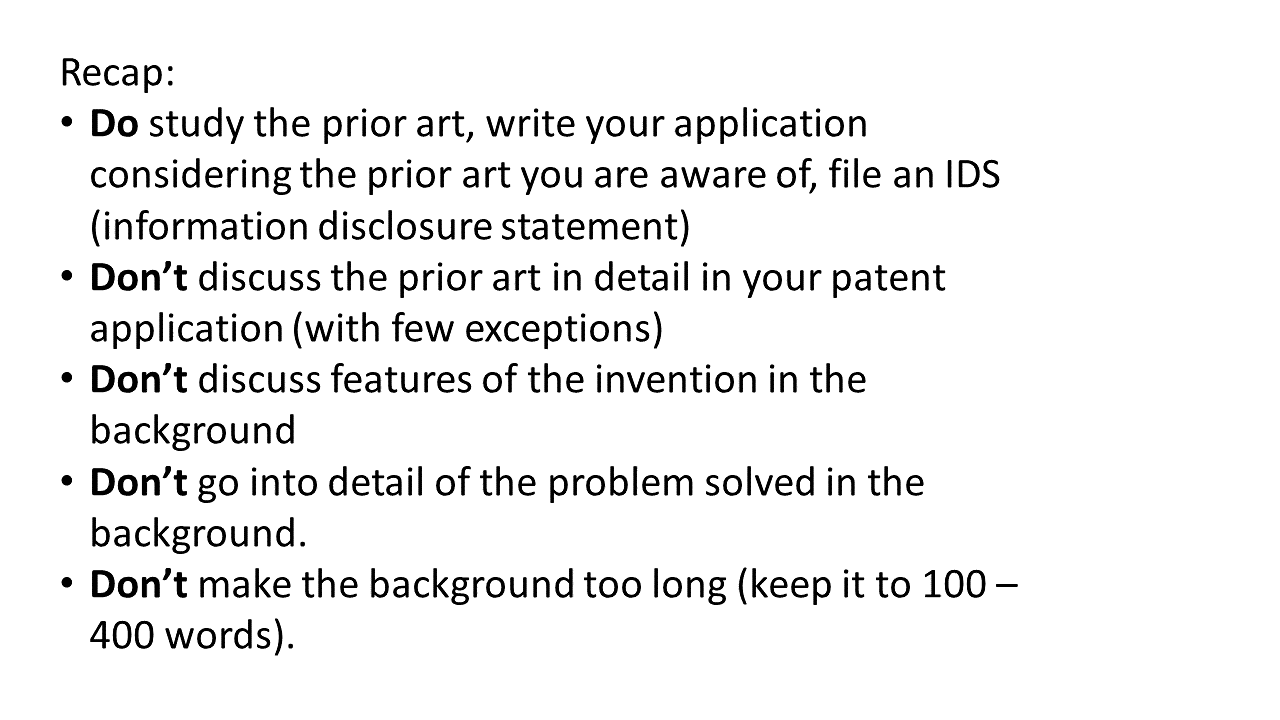 Recap:
• Do study the prior art, write your application
considering the prior art you are aware of, file an IDS
(information disclosure statement)
• Don’t discuss the prior art in detail in your patent
application (with few exceptions)
• Don’t discuss features of the invention in the
background
• Don’t go into detail of the problem solved in the
background.
• Don’t make the background too long (keep it to 100 –
400 words).